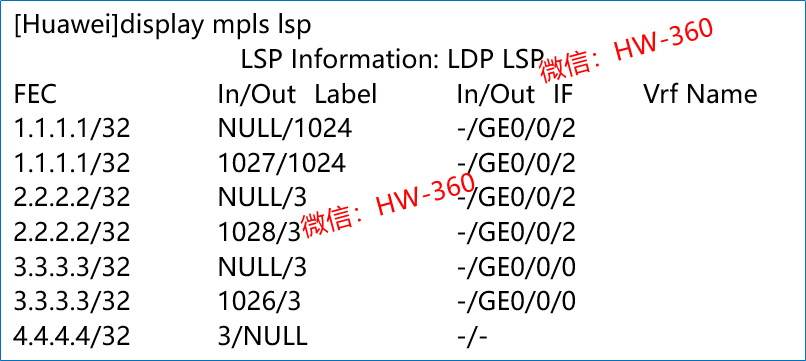 [Huawei]display mpls lsp
LSP Information: LDP LSP
微信：HW-360
FEC In/Out Label In/Out IF Vrf Name
1.1.1.1/32 NULL/1024 -/GE0/0/2
1.1.1.1/32 1027/1024 -/GE0/0/2
2.2.2.2/32 NULL/3 -/GE0/0/2
微信：HW-360
2.2.2.2/32 1028/3 -/GE0/0/2
3.3.3.3/32 NULL/3 -/GE0/0/0
3.3.3.3/32 1026/3 -/GE0/0/0
4.4.4.4/32 3/NULL -/-